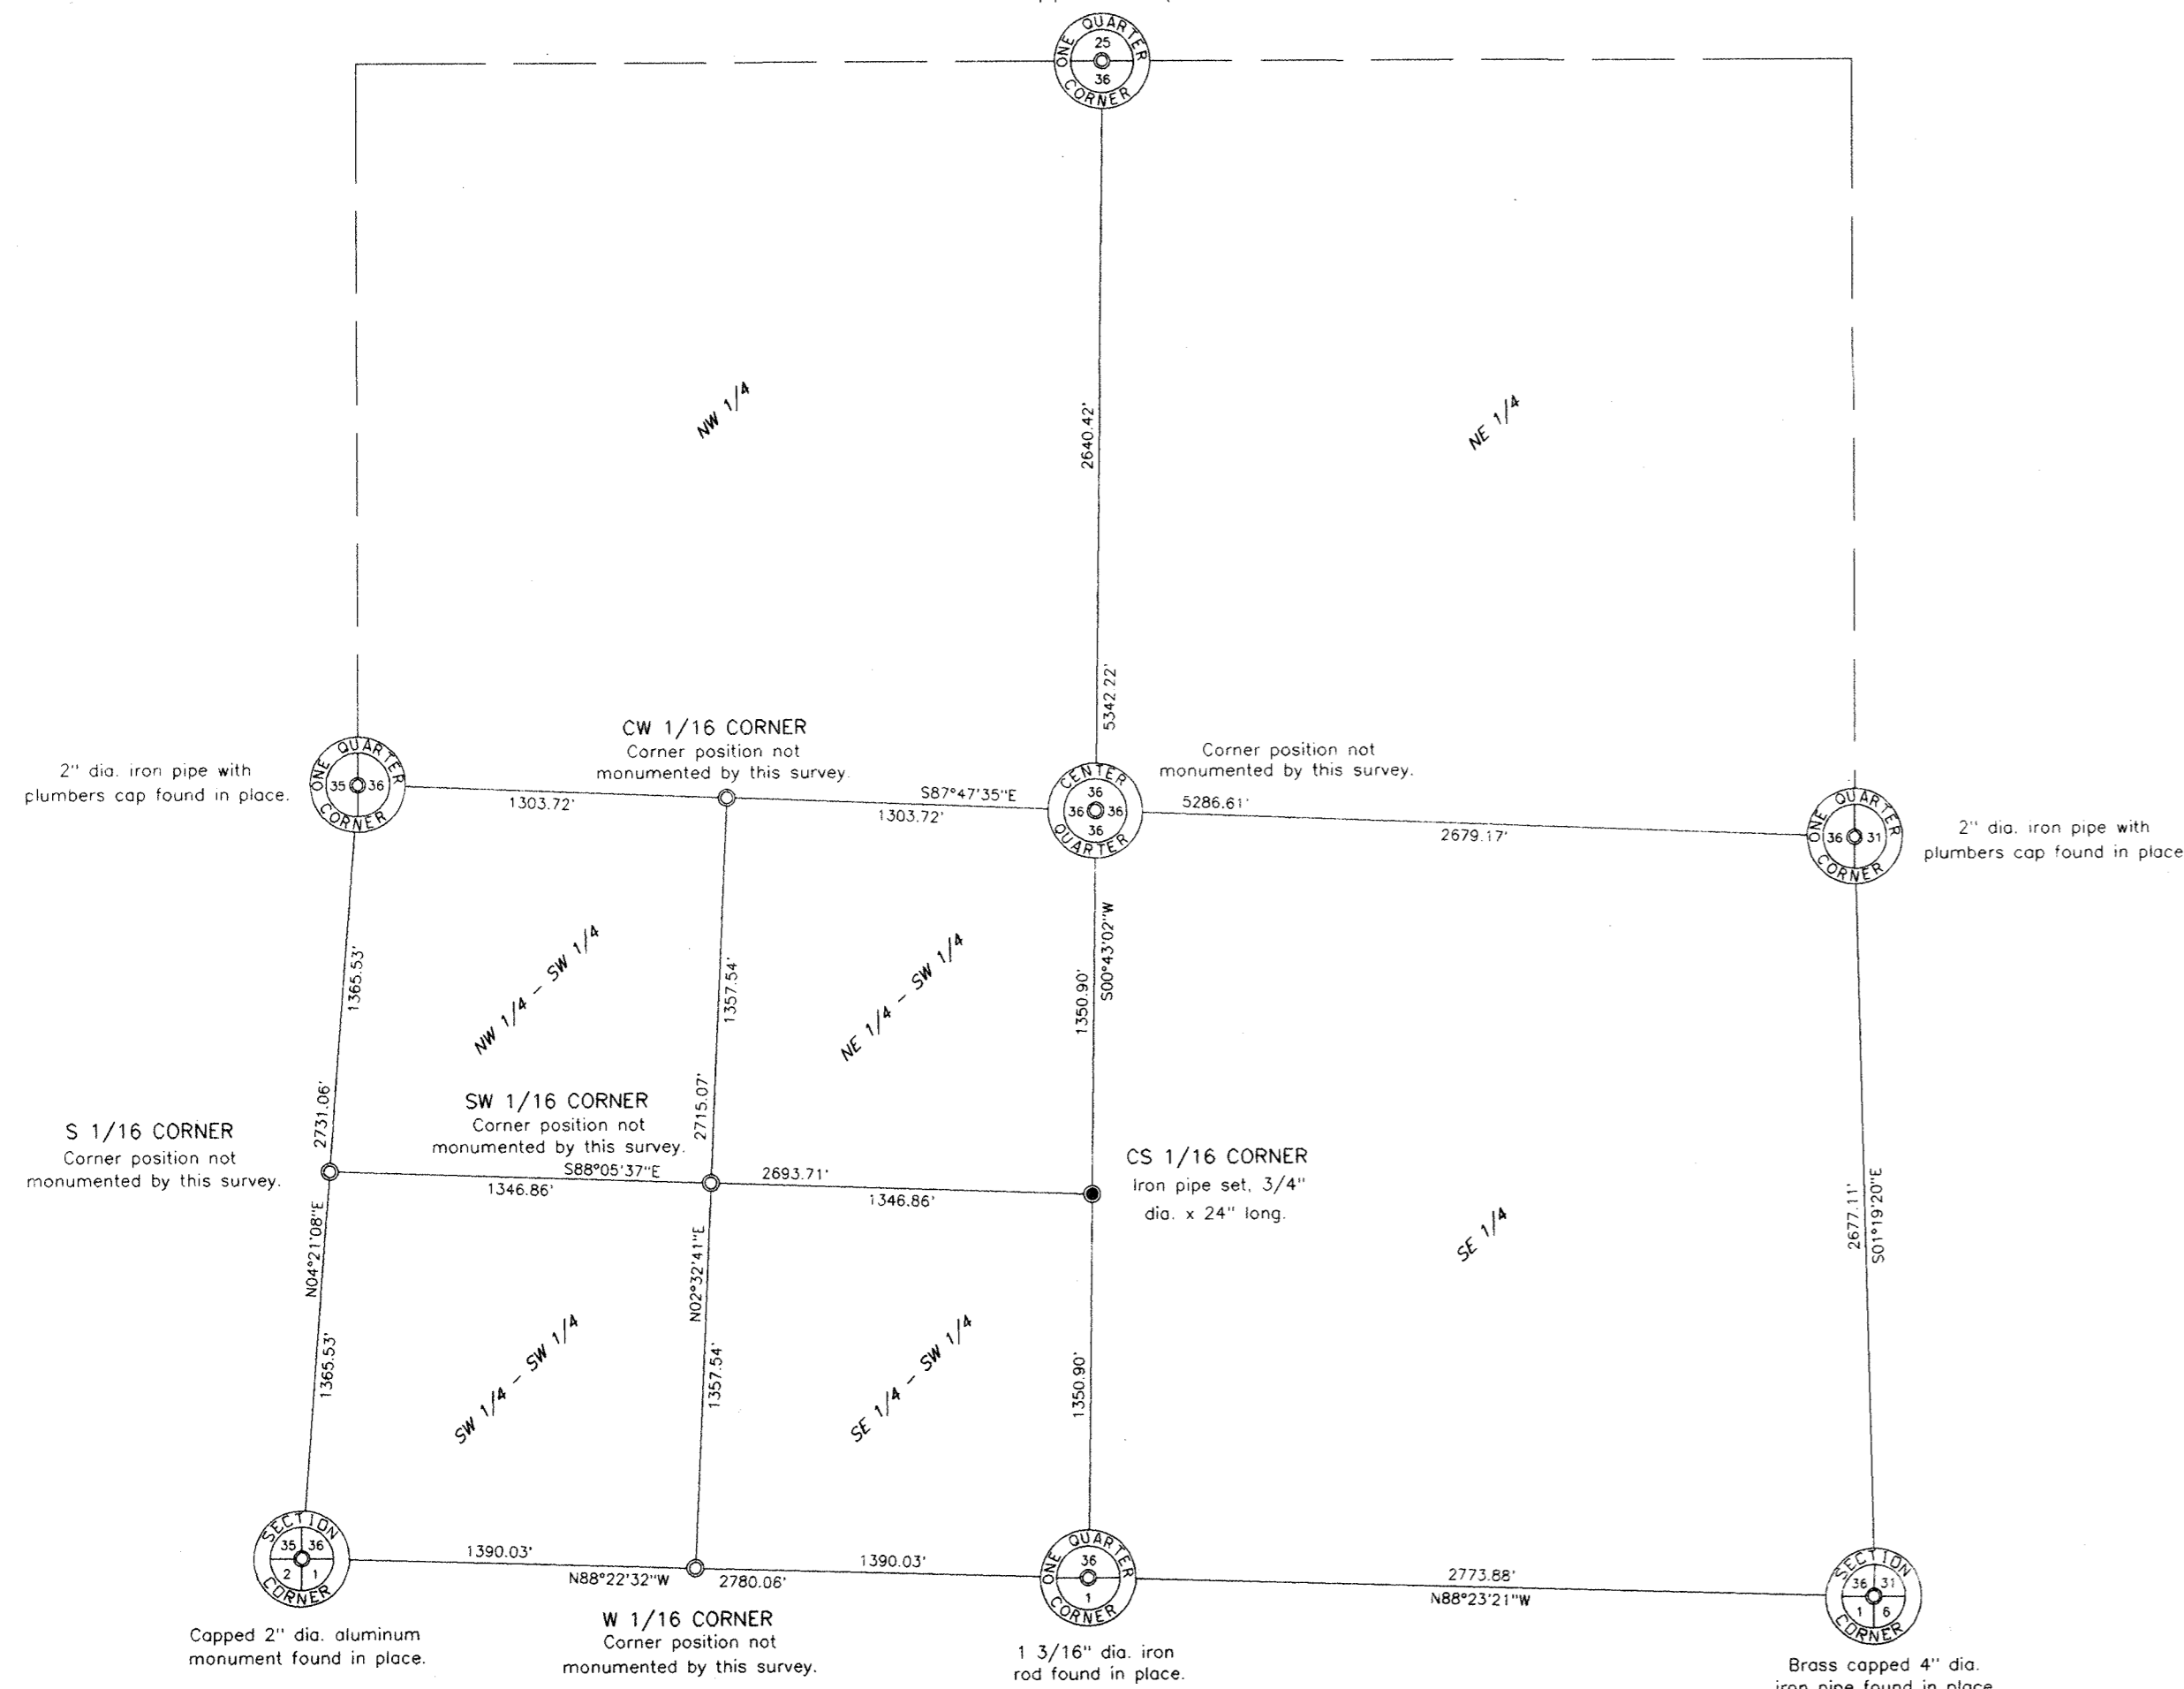 ONE QUARTER
25
36
CORNER
NW 1/4
NE 1/4
2640.42'
5342.22'
CW 1/16 CORNER
Corner position not
monumented by this survey.
Corner position not
monumented by this survey.
2" dia. iron pipe with
plumbers cap found in place.
ONE QUARTER
35 36
CORNER
1303.72'
S87°47'35"E
1303.72'
CENTER
36
36 36
36
QUARTER
5286.61'
2679.17'
ONE QUARTER
36 31
CORNER
2" dia. iron pipe with
plumbers cap found in place
1365.53'
NW 1/4 - SW 1/4
1357.54'
NE 1/4 - SW 1/4
1350.90'
S00°43'02"W
2731.06'
2715.07'
S 1/16 CORNER
Corner position not
monumented by this survey.
SW 1/16 CORNER
Corner position not
monumented by this survey.
S88°05'37"E
2693.71'
1346.86'
1346.86'
CS 1/16 CORNER
Iron pipe set, 3/4"
dia. x 24" long.
SE 1/4
2677.11'
S01°19'20"E
N04°21'08"E
N02°32'41"E
1365.53'
SW 1/4 - SW 1/4
1357.54'
SE 1/4 - SW 1/4
1350.90'
SECTION
35 36
2 1
CORNER
1390.03'
N88°22'32"W
2780.06'
1390.03'
ONE QUARTER
36
1
CORNER
2773.88'
N88°23'21"W
SECTION
36 31
1 6
CORNER
Capped 2" dia. aluminum
monument found in place.
W 1/16 CORNER
Corner position not
monumented by this survey.
1 3/16" dia. iron
rod found in place.
Brass capped 4" dia.
iron pipe found in place